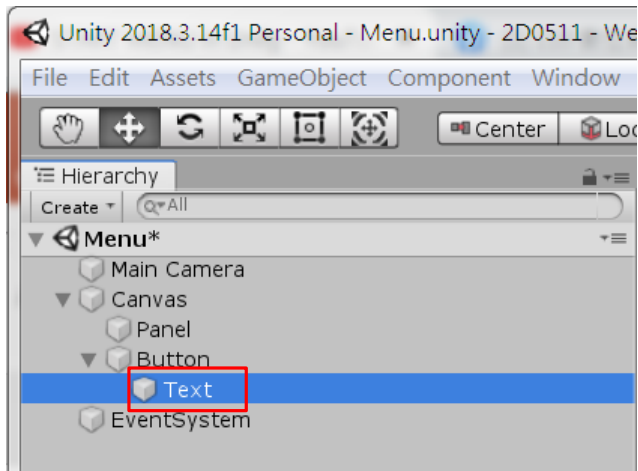 Unity 2018.3.14f1 Personal - Menu.unity - 2D0511 - We
File Edit Assets GameObject Component Window
Center Loc
Hierarchy
Create All
Menu*
Main Camera
Canvas
Panel
Button
Text
EventSystem